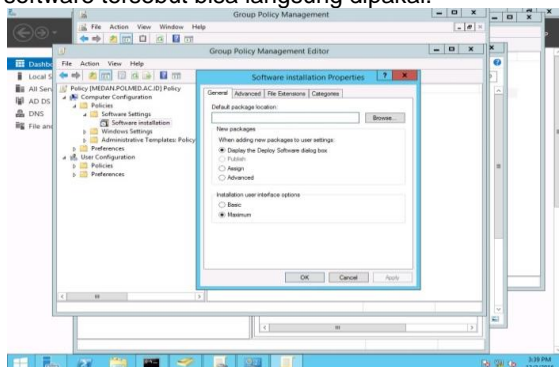 software tersebut bisa langsung dipakai.
Group Policy Management
File Action View Window Help
Group Policy Management Editor
File Action View Help
Dashbo
Local S
All Serv
AD DS
DNS
File an
Policy [MEDAN.POLMED.AC.ID] Policy
Computer Configuration
Policies
Software Settings
Software installation
Windows Settings
Administrative Templates: Policy
Preferences
User Configuration
Policies
Preferences
Software installation Properties
General Advanced File Extensions Categories
Default package location:
Browse...
New packages
When adding new packages to user settings:
Display the Deploy Software dialog box
Publish
Assign
Advanced
Installation user interface options
Basic
Maximum
OK Cancel Apply
3:39 PM